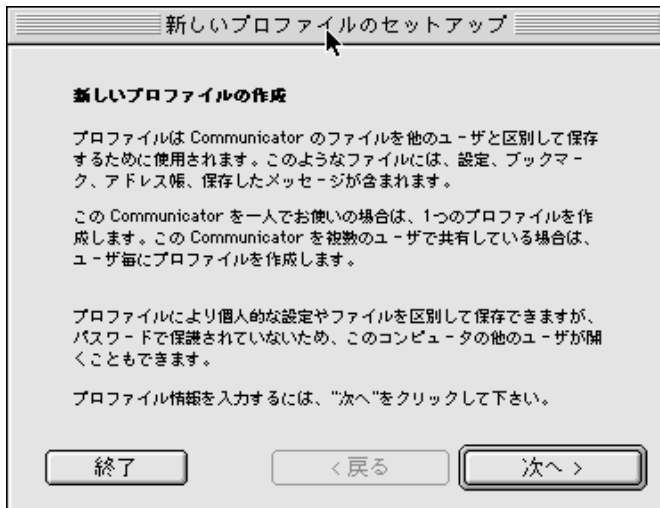 新しいプロファイルのセットアップ
新しいプロファイルの作成
プロファイルは Communicator のファイルを他のユーザと区別して保存
するために使用されます。このようなファイルには、設定、ブックマー
ク、アドレス帳、保存したメッセージが含まれます。
この Communicator を一人でお使いの場合は、1つのプロファイルを作
成します。この Communicator を複数のユーザで共有している場合は、
ユーザ毎にプロファイルを作成します。
プロファイルにより個人的な設定やファイルを区別して保存できますが、
パスワードで保護されていないため、このコンピュータの他のユーザが開
くこともできます。
プロファイル情報を入力するには、"次へ"をクリックして下さい。
終了
<戻る
次へ >